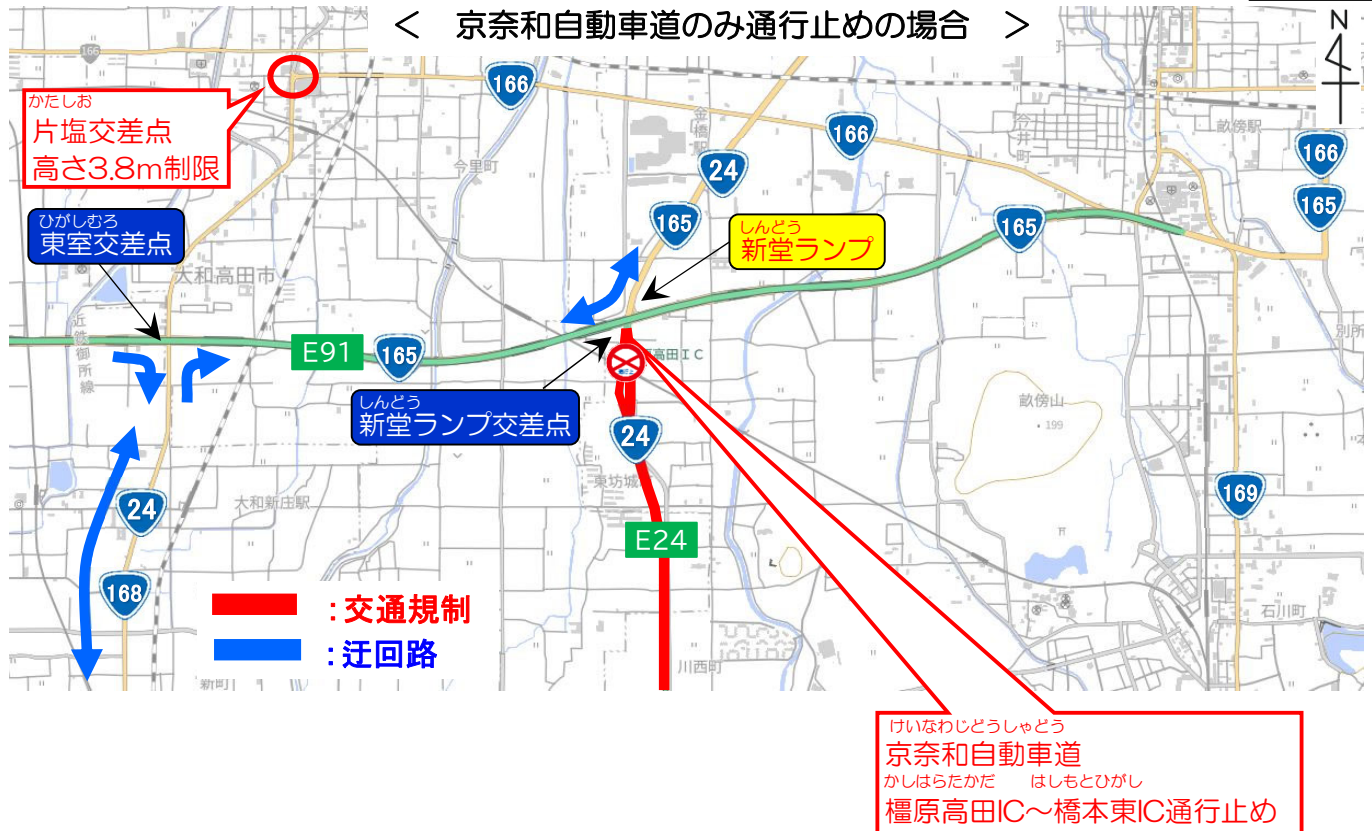 < 京奈和自動車道のみ通行止めの場合 >
N
166
かたしお
片塩交差点
高さ3.8m制限
166
金橋駅
166
今井町
畝傍駅
166
今里町
24
165
165
165
ひがしむろ
東室交差点
しんどう
新堂ランプ
大和高田市
近鉄御所線
別所
E91
165
高田IC
しんどう
新堂ランプ交差点
畝傍山
199
24
東坊城
大和新庄駅
24
169
E24
168
:交通規制
:迂回路
石川町
川西町
新町
けいなわじどうしゃどう
京奈和自動車道
かしはらたかだ はしもとひがし
橿原高田IC~橋本東IC通行止め